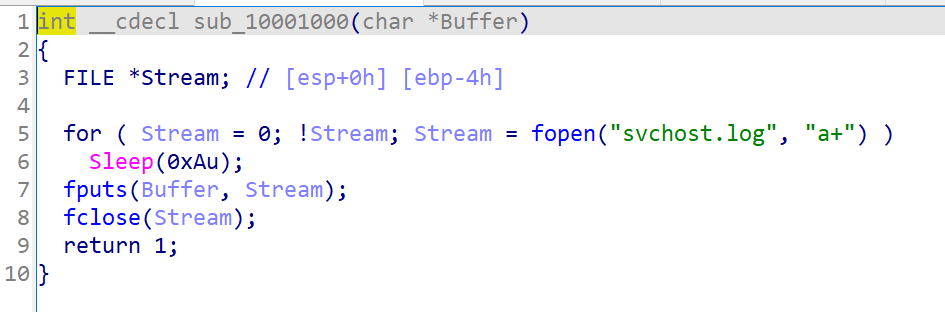 1 int __cdecl sub_10001000(char *Buffer)
2 {
3   FILE *Stream; // [esp+0h] [ebp-4h]
4
5   for ( Stream = 0; !Stream; Stream = fopen("svchost.log", "a+") )
6     Sleep(0xAu);
7   fputs(Buffer, Stream);
8   fclose(Stream);
9   return 1;
10 }